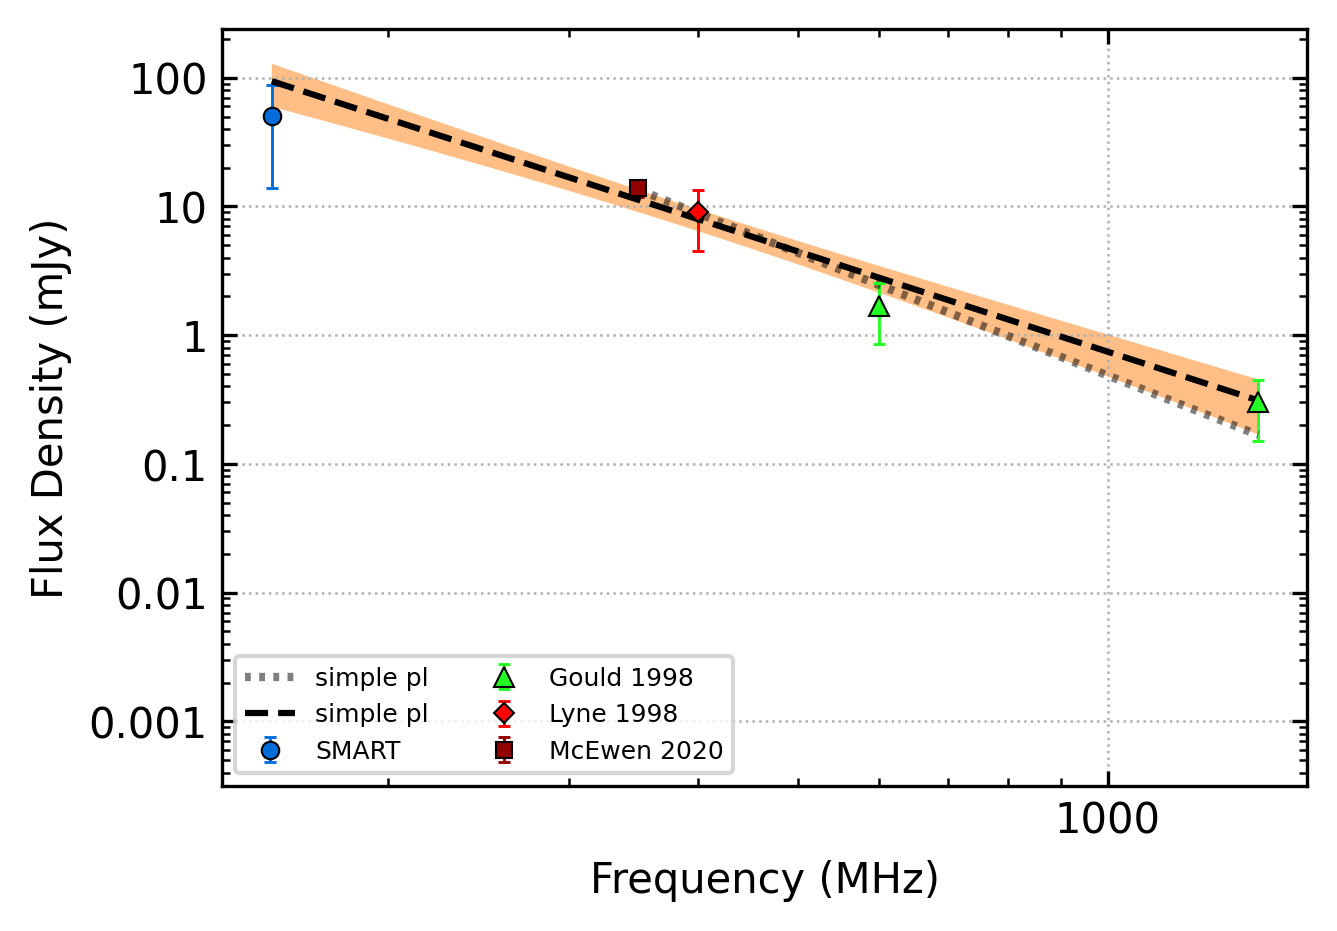 100
10
1
0.1
0.01
0.001
Flux Density (mJy)
simple pl
simple pl
SMART
Gould 1998
Lyne 1998
McEwen 2020
1000
Frequency (MHz)